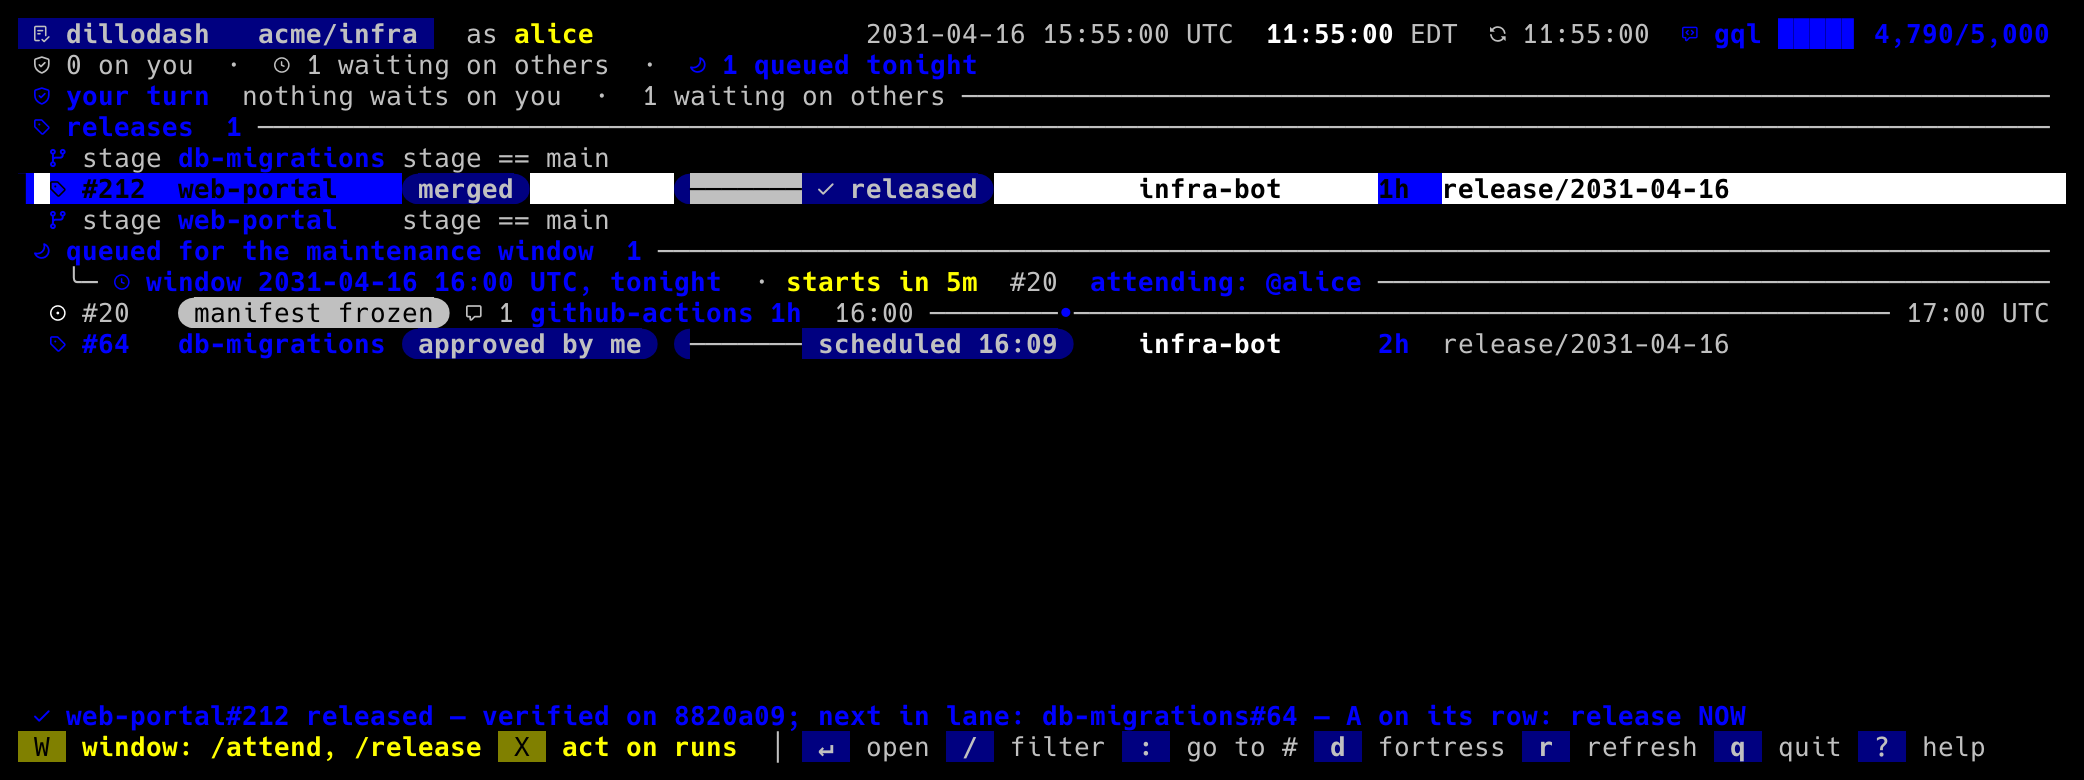 dillodash acme/infra as alice 2031-04-16 15:55:00 UTC 11:55:00 EDT 11:55:00 gql 4,790/5,000
0 on you · 1 waiting on others · 1 queued tonight
your turn nothing waits on you · 1 waiting on others
releases 1
stage db-migrations stage == main
#212 web-portal merged ✓ released infra-bot 1h release/2031-04-16
stage web-portal stage == main
queued for the maintenance window 1
window 2031-04-16 16:00 UTC, tonight · starts in 5m #20 attending: @alice
#20 manifest frozen 1 github-actions 1h 16:00 17:00 UTC
#64 db-migrations approved by me scheduled 16:09 infra-bot 2h release/2031-04-16
✓ web-portal#212 released — verified on 8820a09; next in lane: db-migrations#64 — A on its row: release NOW
W window: /attend, /release X act on runs │ ↵ open / filter : go to # d fortress r refresh q quit ? help